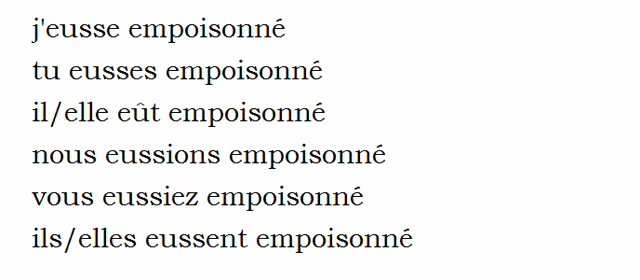 j'eusse empoisonné
tu eusses empoisonné
il/elle eût empoisonné
nous eussions empoisonné
vous eussiez empoisonné
ils/elles eussent empoisonné